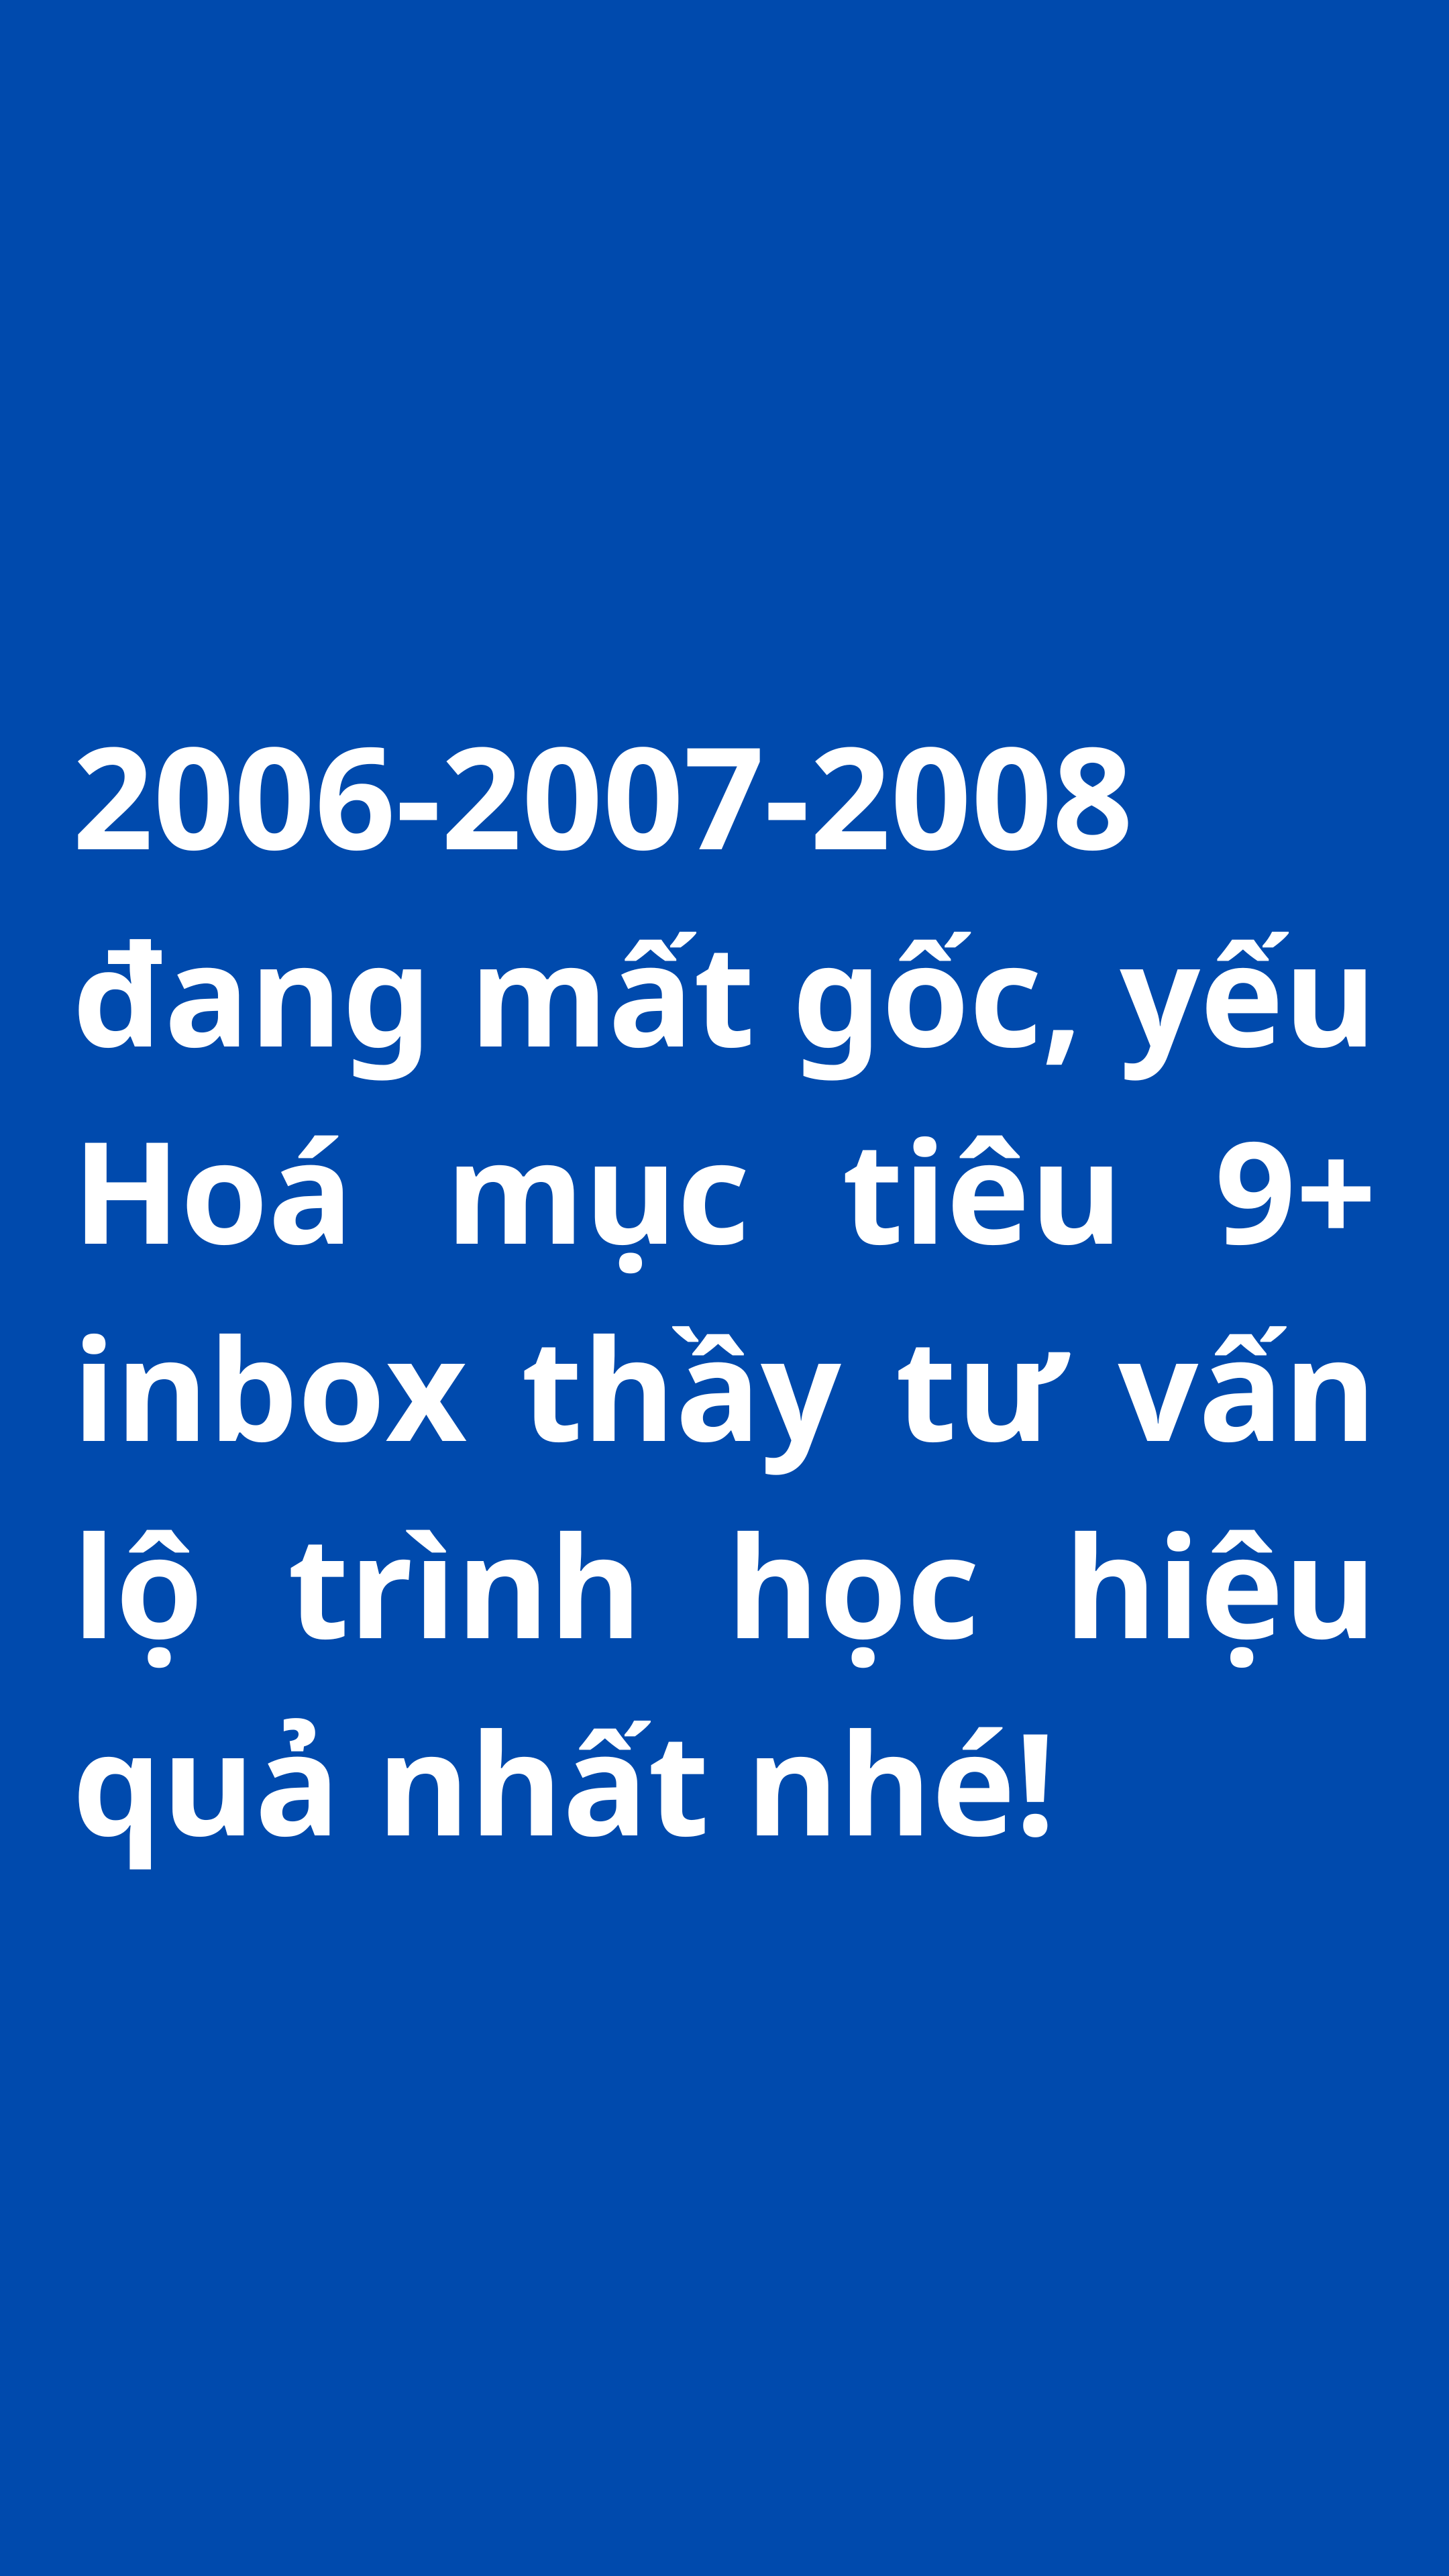 2006-2007-2008
đang mất gốc, yếu
Hoá mục tiêu 9+
inbox thầy tư vấn
lộ trình học hiệu
quả nhất nhé!